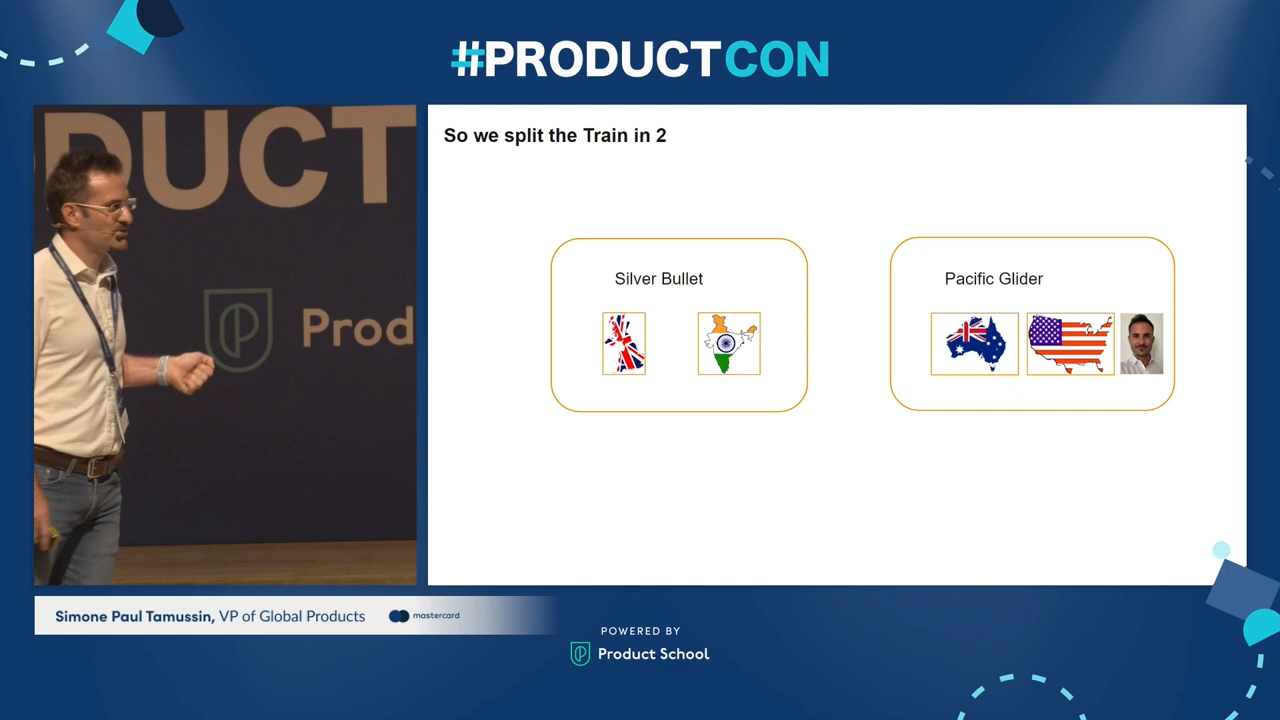 #PRODUCTCON
DUCT
Prod
So we split the Train in 2
Silver Bullet
Pacific Glider
Simone Paul Tamussin, VP of Global Products
mastercard
POWERED BY
Product School